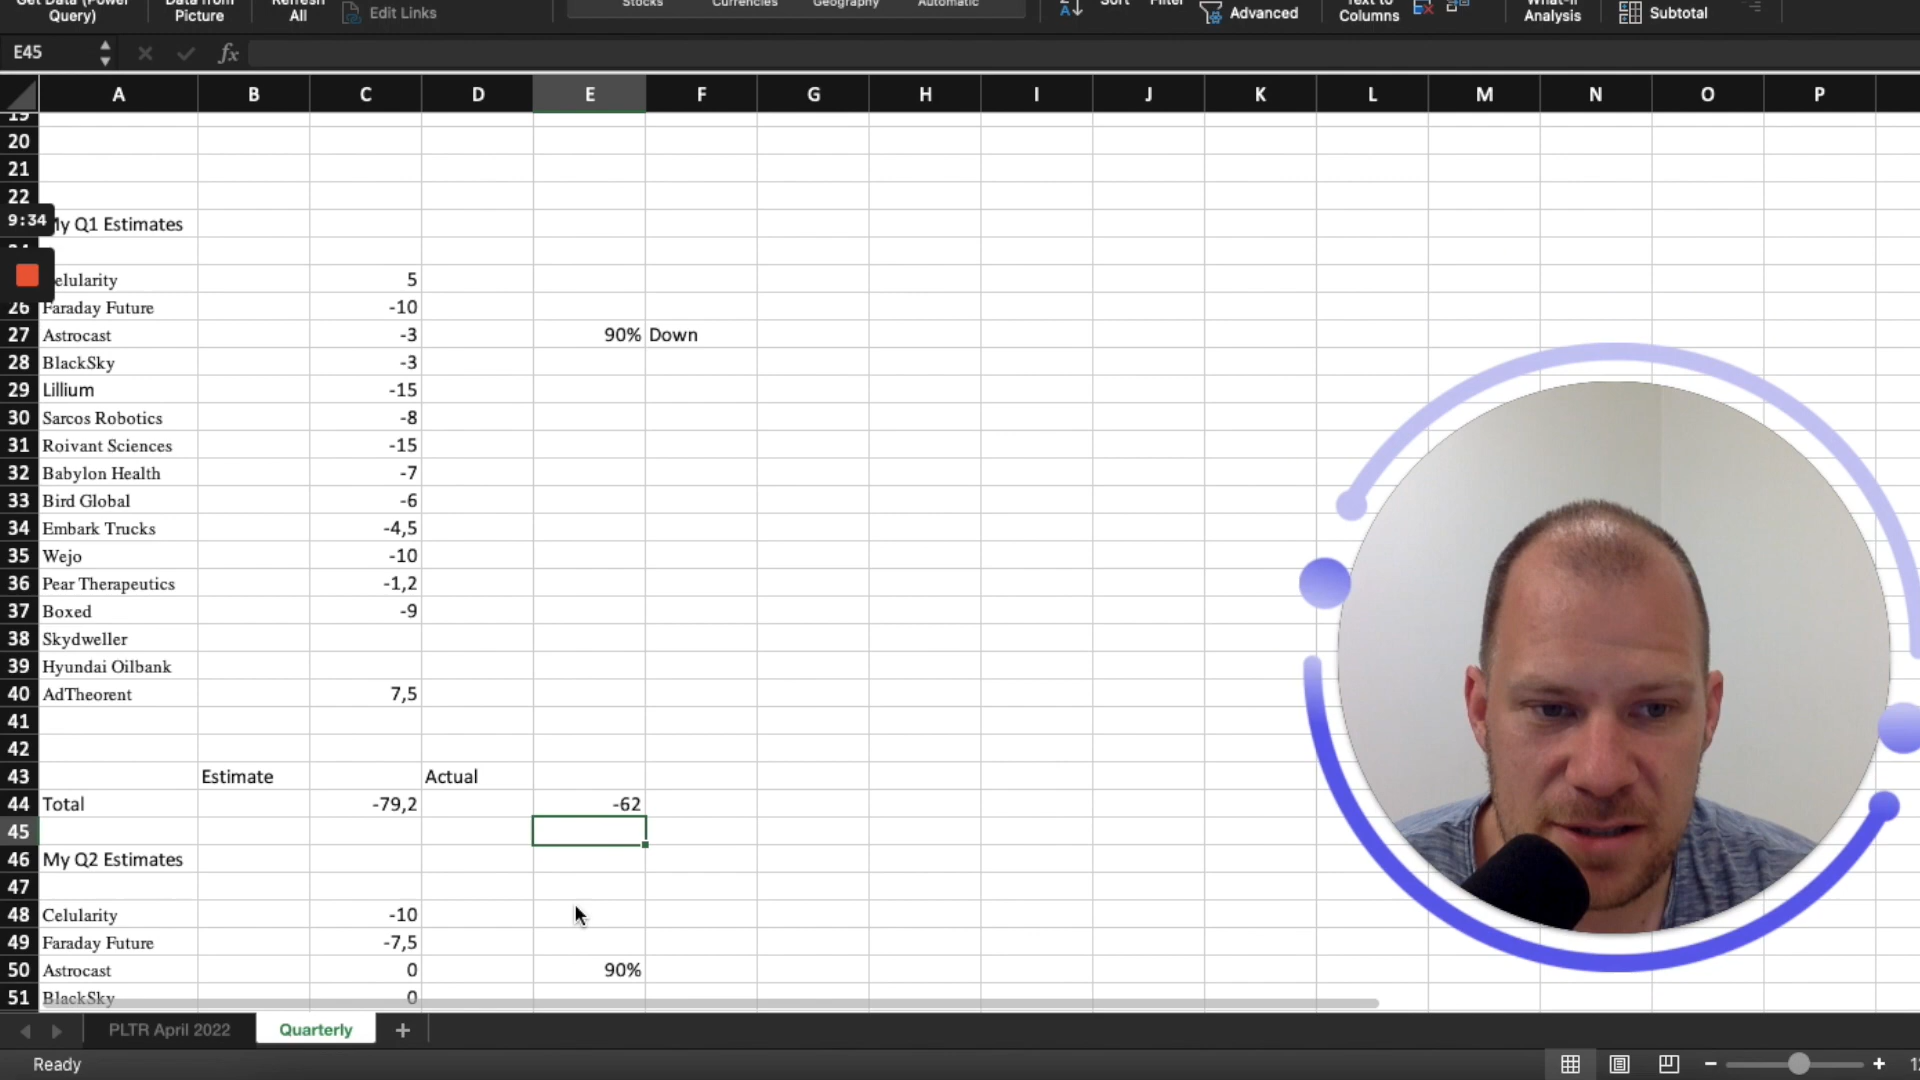 Get Data (Power Query)
Data from Picture
Refresh All
Edit Links
Stocks
Currencies
Geography
Automatic
Sort
Filter
Advanced
Text to Columns
What-If Analysis
Subtotal
E45
fx
A B C D E F G H I J K L M N O P
19
20
21
22
9:34
My Q1 Estimates
elularity 5
26 Faraday Future -10
27 Astrocast -3 90% Down
28 BlackSky -3
29 Lillium -15
30 Sarcos Robotics -8
31 Roivant Sciences -15
32 Babylon Health -7
33 Bird Global -6
34 Embark Trucks -4,5
35 Wejo -10
36 Pear Therapeutics -1,2
37 Boxed -9
38 Skydweller
39 Hyundai Oilbank
40 AdTheorent 7,5
41
42
43 Estimate Actual
44 Total -79,2 -62
45
46 My Q2 Estimates
47
48 Celularity -10
49 Faraday Future -7,5
50 Astrocast 0 90%
51 BlackSky 0
PLTR April 2022
Quarterly
Ready